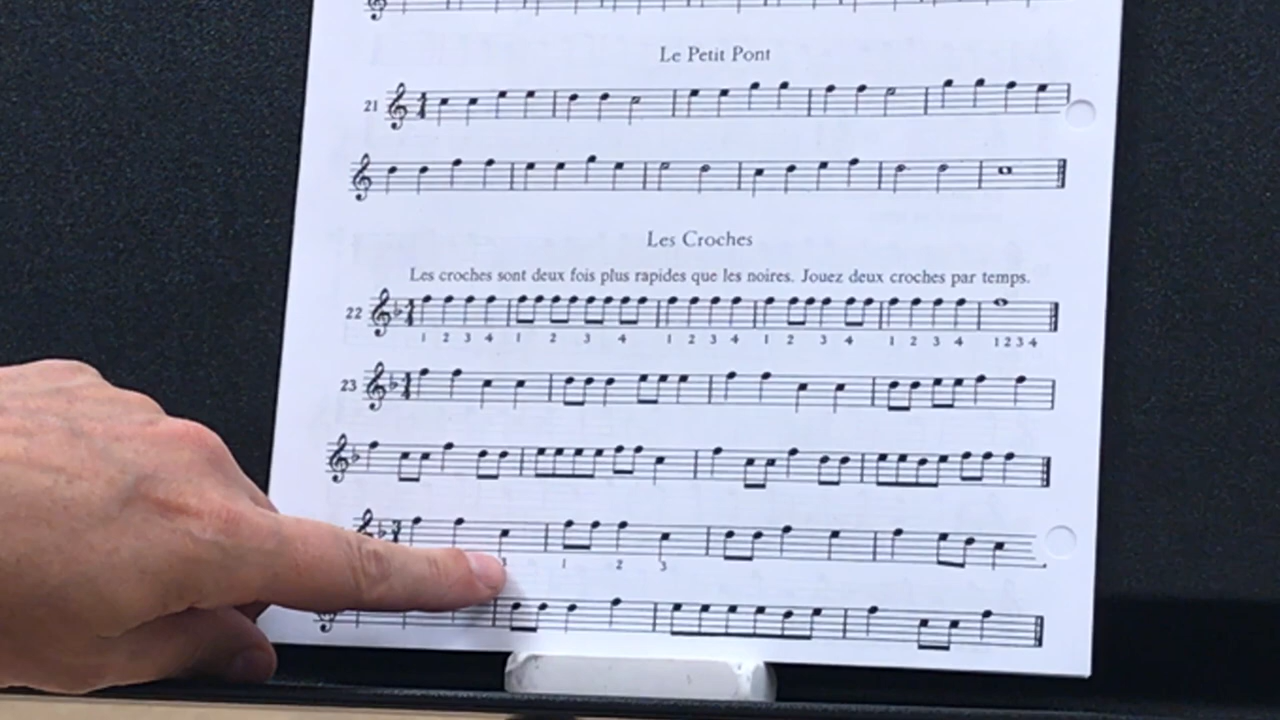 Le Petit Pont
21
Les Croches
Les croches sont deux fois plus rapides que les noires. Jouez deux croches par temps.
22
1 2 3 4 1 2 3 4 1 2 3 4 1 2 3 4 1 2 3 4 1 2 3 4
23
3 1 2 3